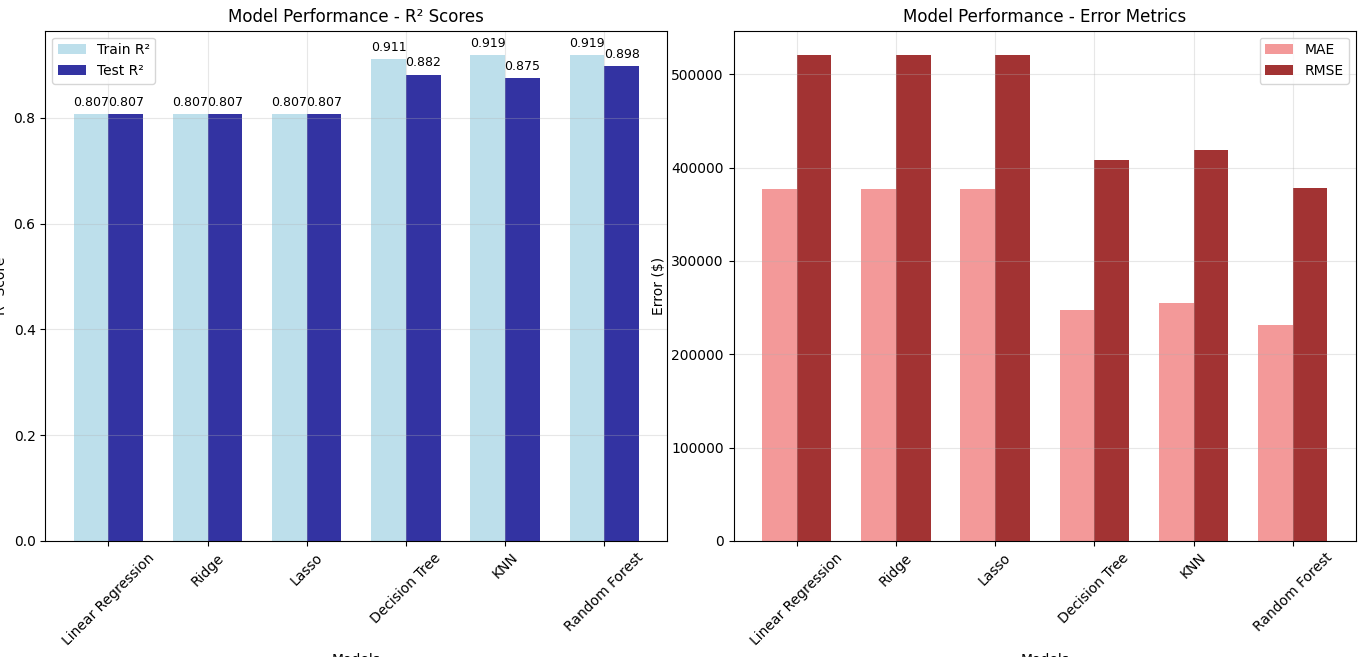 Model Performance - R² Scores
Train R²
Test R²
0.807 0.807 0.807 0.807 0.807 0.807 0.911 0.882 0.919 0.875 0.919 0.898
0.8
0.6
0.4
0.2
0.0
Linear Regression
Ridge
Lasso
Decision Tree
KNN
Random Forest
Model Performance - Error Metrics
MAE
RMSE
Error ($)
500000
400000
300000
200000
100000
0
Linear Regression
Ridge
Lasso
Decision Tree
KNN
Random Forest